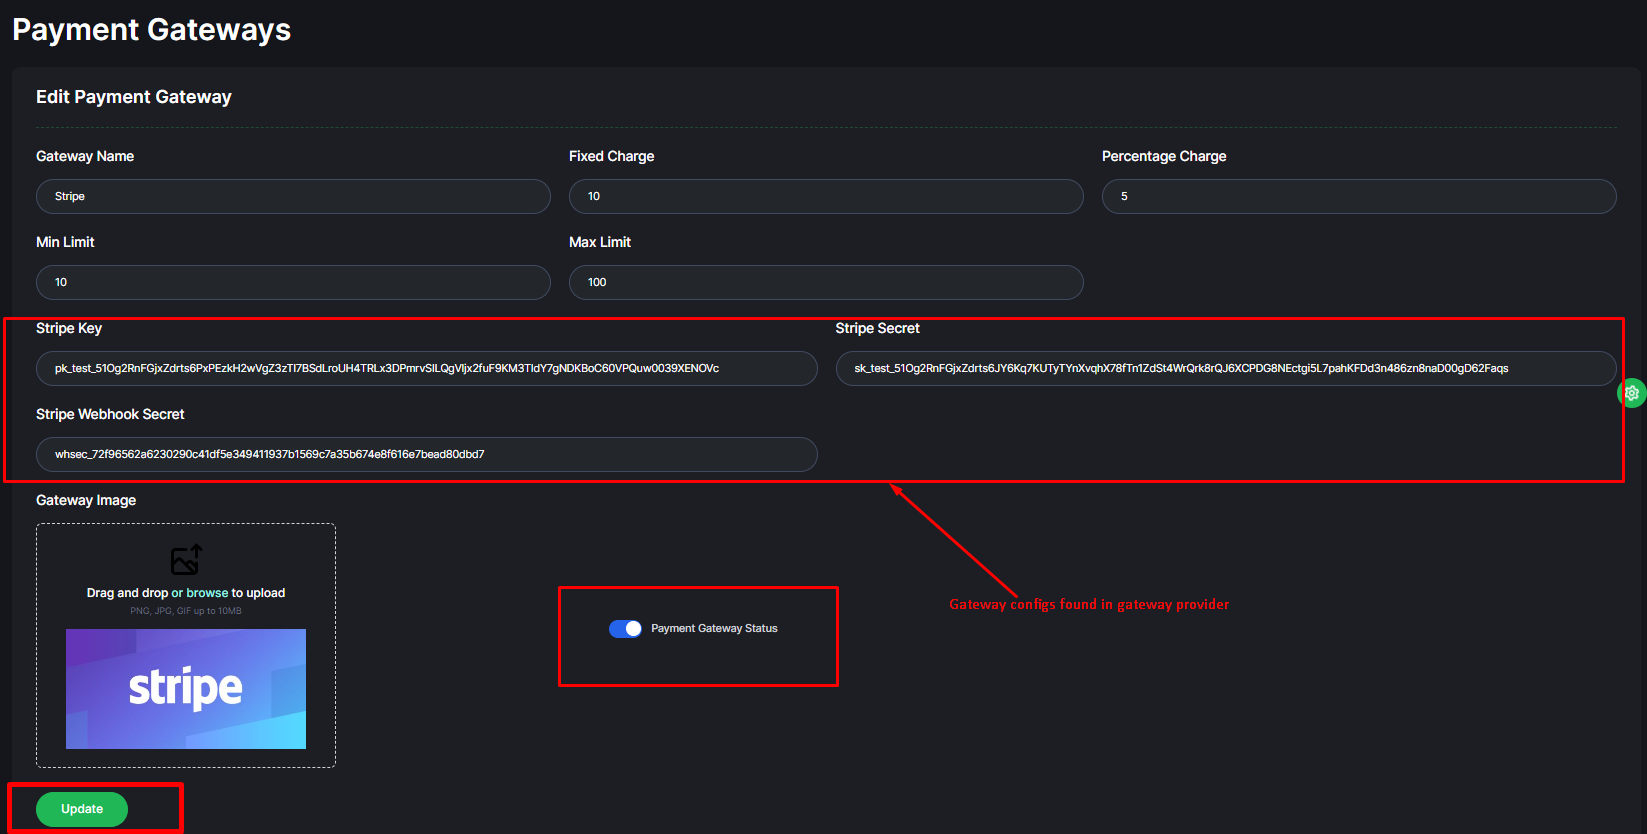 Payment Gateways
Edit Payment Gateway
Gateway Name Fixed Charge Percentage Charge
Stripe 10 5
Min Limit Max Limit
10 100
Stripe Key Stripe Secret
pk_test_51Og2RnFGjxZdrts6PxPEzkH2wVgZ3zTI7BSdLroUH4TRLx3DPmrvSILQgVIjx2fuF9KM3TIdY7gNDKBoC60VPQuw0039XENOVc sk_test_51Og2RnFGjxZdrts6JY6Kq7KUTyTYnXvqhX78fTn1ZdSt4WrQrk8rQJ6XCPDG8NEctgi5L7pahKFDd3n486zn8naD00gD62Faqs
Stripe Webhook Secret
whsec_72f96562a6230290c41df5e349411937b1569c7a35b674e8f616e7bead80dbd7
Gateway Image
Drag and drop or browse to upload
PNG, JPG, GIF up to 10MB
stripe
Payment Gateway Status
Gateway configs found in gateway provider
Update